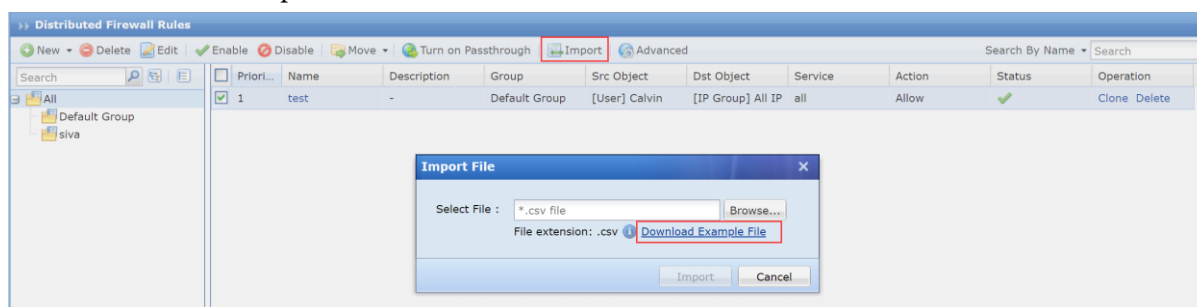 Distributed Firewall Rules
New Delete Edit Enable Disable Move Turn on Passthrough Import Advanced Search By Name Search
Search Priori... Name Description Group Src Object Dst Object Service Action Status Operation
All 1 test - Default Group [User] Calvin [IP Group] All IP all Allow Clone Delete
Default Group
siva
Import File
Select File : *.csv file Browse...
File extension: .csv Download Example File
Import Cancel